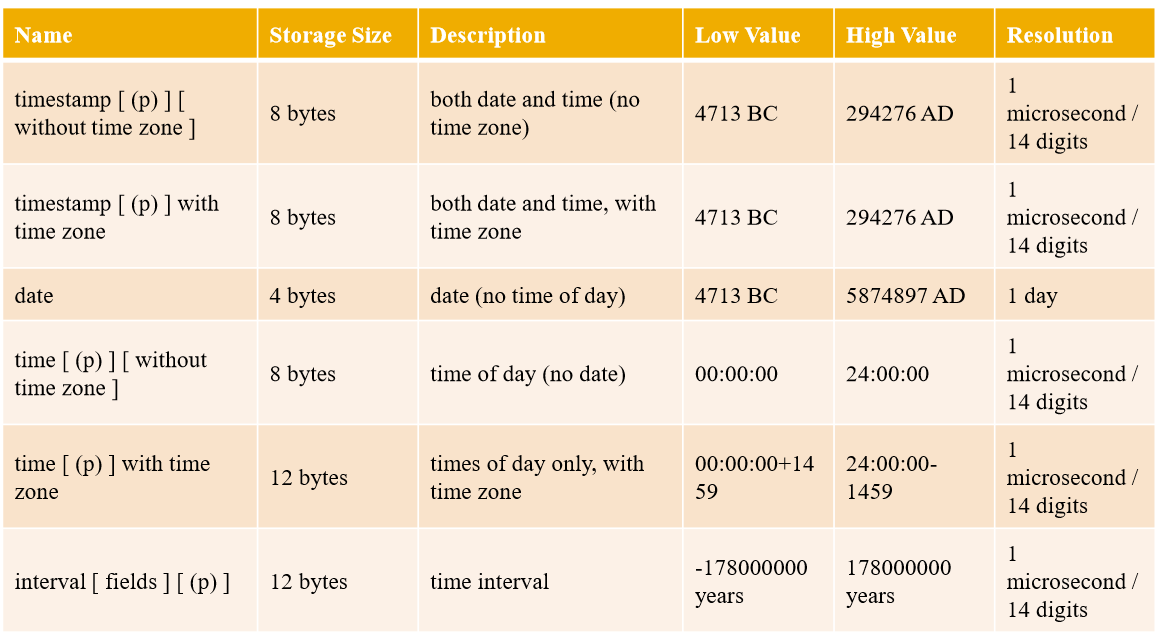 Name Storage Size Description Low Value High Value Resolution
timestamp [ (p) ] [
without time zone ]
8 bytes
both date and time (no
time zone)
4713 BC
294276 AD
1
microsecond /
14 digits
timestamp [ (p) ] with
time zone
8 bytes
both date and time, with
time zone
4713 BC
294276 AD
1
microsecond /
14 digits
date
4 bytes
date (no time of day)
4713 BC
5874897 AD
1 day
time [ (p) ] [ without
time zone ]
8 bytes
time of day (no date)
00:00:00
24:00:00
1
microsecond /
14 digits
time [ (p) ] with time
zone
12 bytes
times of day only, with
time zone
00:00:00+14
59
24:00:00-
1459
1
microsecond /
14 digits
interval [ fields ] [ (p) ]
12 bytes
time interval
-178000000
years
178000000
years
1
microsecond /
14 digits